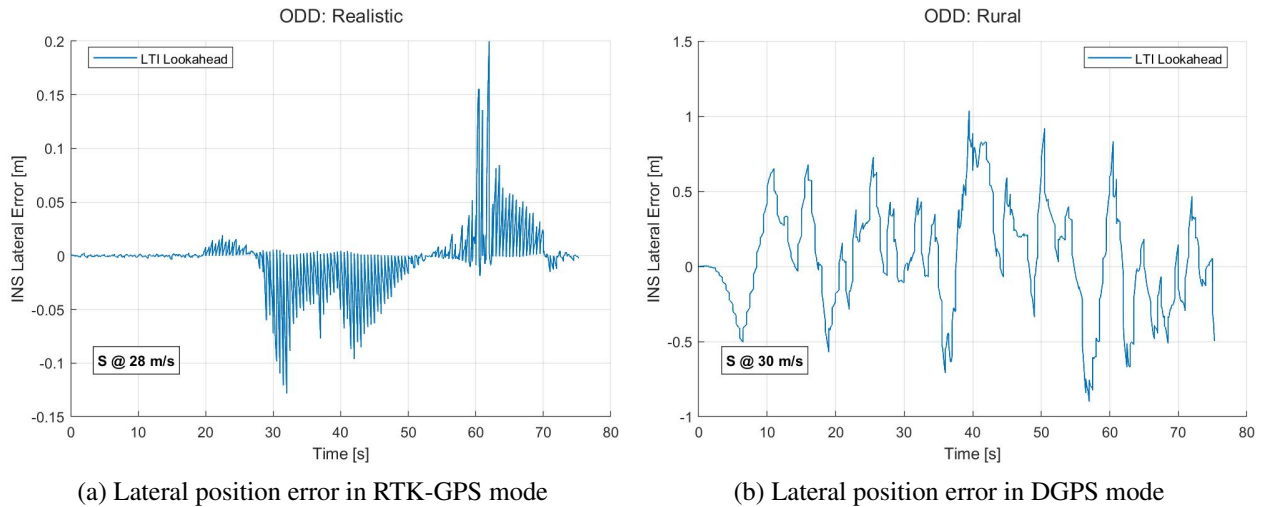 ODD: Realistic
LTI Lookahead
INS Lateral Error [m]
0.2
0.15
0.1
0.05
0
-0.05
-0.1
-0.15
S @ 28 m/s
0 10 20 30 40 50 60 70 80
Time [s]
(a) Lateral position error in RTK-GPS mode
ODD: Rural
LTI Lookahead
INS Lateral Error [m]
1.5
1
0.5
0
-0.5
-1
S @ 30 m/s
0 10 20 30 40 50 60 70 80
Time [s]
(b) Lateral position error in DGPS mode